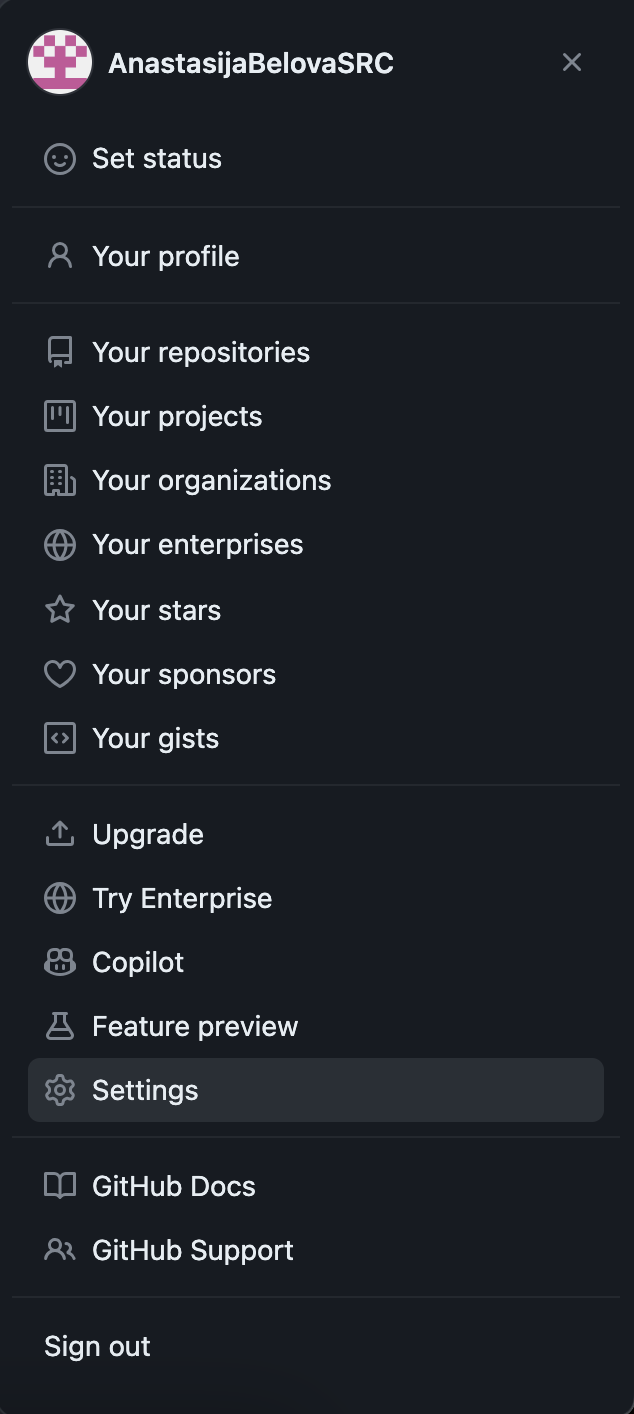 AnastasijaBelovaSRC
Set status
Your profile
Your repositories
Your projects
Your organizations
Your enterprises
Your stars
Your sponsors
Your gists
Upgrade
Try Enterprise
Copilot
Feature preview
Settings
GitHub Docs
GitHub Support
Sign out